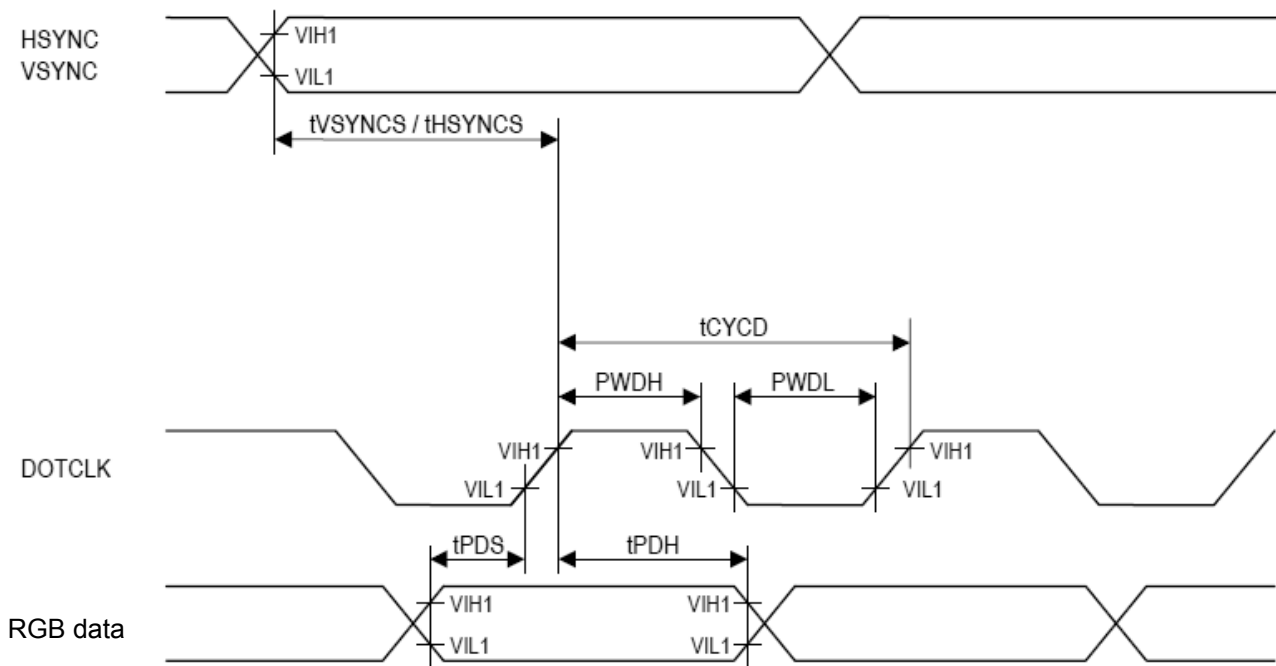 HSYNC
VSYNC
VIH1
VIL1
tVSYNCS / tHSYNCS
tCYCD
PWDH
PWDL
DOTCLK
VIH1
VIH1
VIH1
VIL1
VIL1
VIL1
tPDS
tPDH
RGB data
VIH1
VIH1
VIL1
VIL1